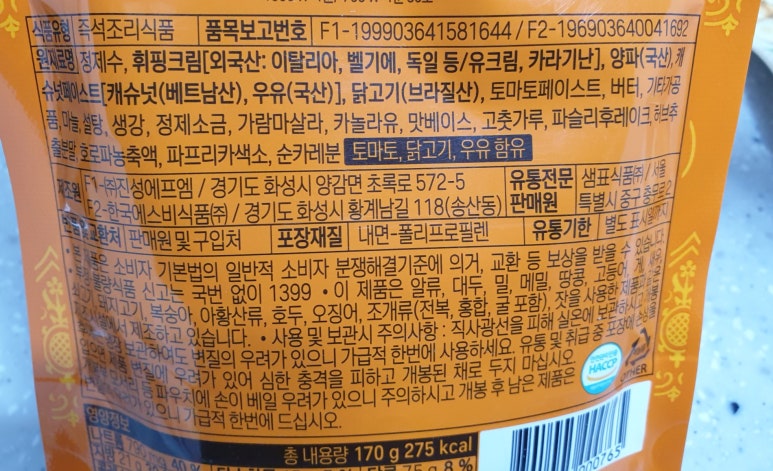 식품유형 즉석조리식품 품목보고번호 F1-199903641581644 / F2-196903640041692
원재료명 정제수, 휘핑크림[외국산: 이탈리아, 벨기에, 독일 등/유크림, 카라기난], 양파(국산), 캐
슈넛페이스트[캐슈넛(베트남산), 우유(국산)], 닭고기(브라질산), 토마토페이스트, 버터, 기타가공
품, 마늘, 설탕, 생강, 정제소금, 가람마살라, 카놀라유, 맛베이스, 고춧가루, 파슬리후레이크, 허브추
출분말, 호로파농축액, 파프리카색소, 순카레분 토마토, 닭고기, 우유 함유
제조원 F1-㈜진성에프엠 / 경기도 화성시 양감면 초록로 572-5 유통전문 샘표식품㈜ / 서울
F2-한국에스비식품㈜ / 경기도 화성시 황계남길 118(송산동) 판매원 특별시 중구 충무로2
반품및교환처 판매원 및 구입처 포장재질 내면-폴리프로필렌 유통기한 별도 표시일까지
• 본 제품은 소비자 기본법의 일반적 소비자 분쟁해결기준에 의거, 교환 등 보상을 받을 수 있습니다.
• 부정·불량식품 신고는 국번 없이 1399 • 이 제품은 알류, 대두, 밀, 메밀, 땅콩, 고등어, 게, 새우,
돼지고기, 복숭아, 아황산류, 호두, 오징어, 조개류(전복, 홍합, 굴 포함), 잣을 사용한 제품과
제조하고 있습니다. • 사용 및 보관시 주의사항 : 직사광선을 피해 실온에 보관하시고
보관하여도 변질의 우려가 있으니 가급적 한번에 사용하세요. 유통 및 취급 중 포장에
변질에 우려가 있어 심한 충격을 피하고 개봉된 채로 두지 마십시오.
파우치에 손이 베일 우려가 있으니 주의하시고 개봉 후 남은 제품은
있으니 가급적 한번에 드십시오.
HACCP
OTHER
영양정보
총 내용량 170 g 275 kcal
나트륨 40 %
75 g 8 %
000765